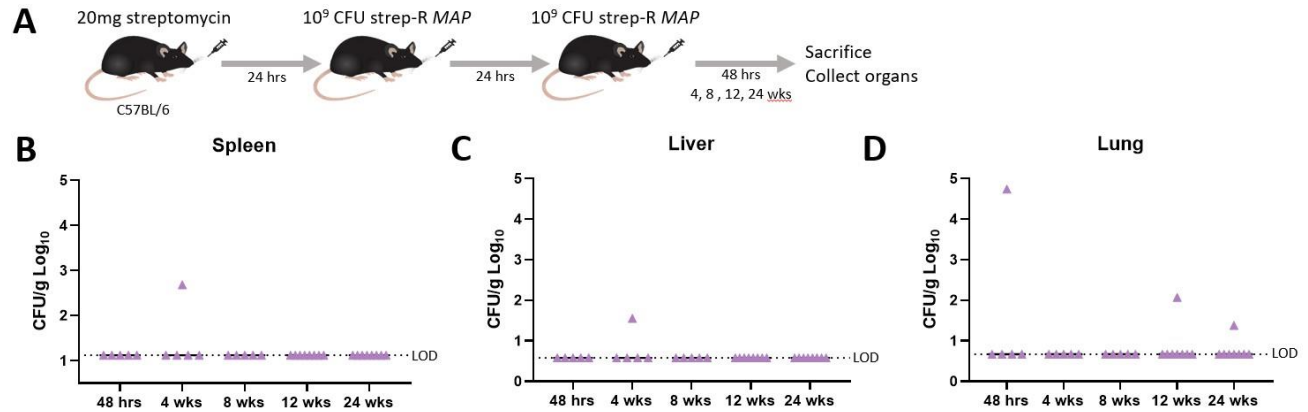 A
20mg streptomycin
10⁹ CFU strep-R MAP
10⁹ CFU strep-R MAP
24 hrs
24 hrs
48 hrs
4, 8 , 12, 24 wks
Sacrifice
Collect organs
C57BL/6
B
Spleen
CFU/g Log₁₀
5
4
3
2
1
LOD
48 hrs 4 wks 8 wks 12 wks 24 wks
C
Liver
CFU/g Log₁₀
5
4
3
2
1
0
LOD
48 hrs 4 wks 8 wks 12 wks 24 wks
D
Lung
CFU/g Log₁₀
5
4
3
2
1
0
LOD
48 hrs 4 wks 8 wks 12 wks 24 wks